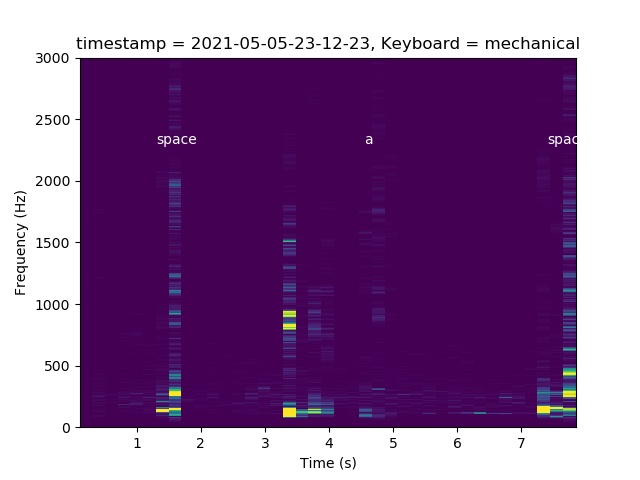 timestamp = 2021-05-05-23-12-23, Keyboard = mechanical
3000
2500
2000
1500
1000
500
0
Frequency (Hz)
space
a
spac
1 2 3 4 5 6 7
Time (s)